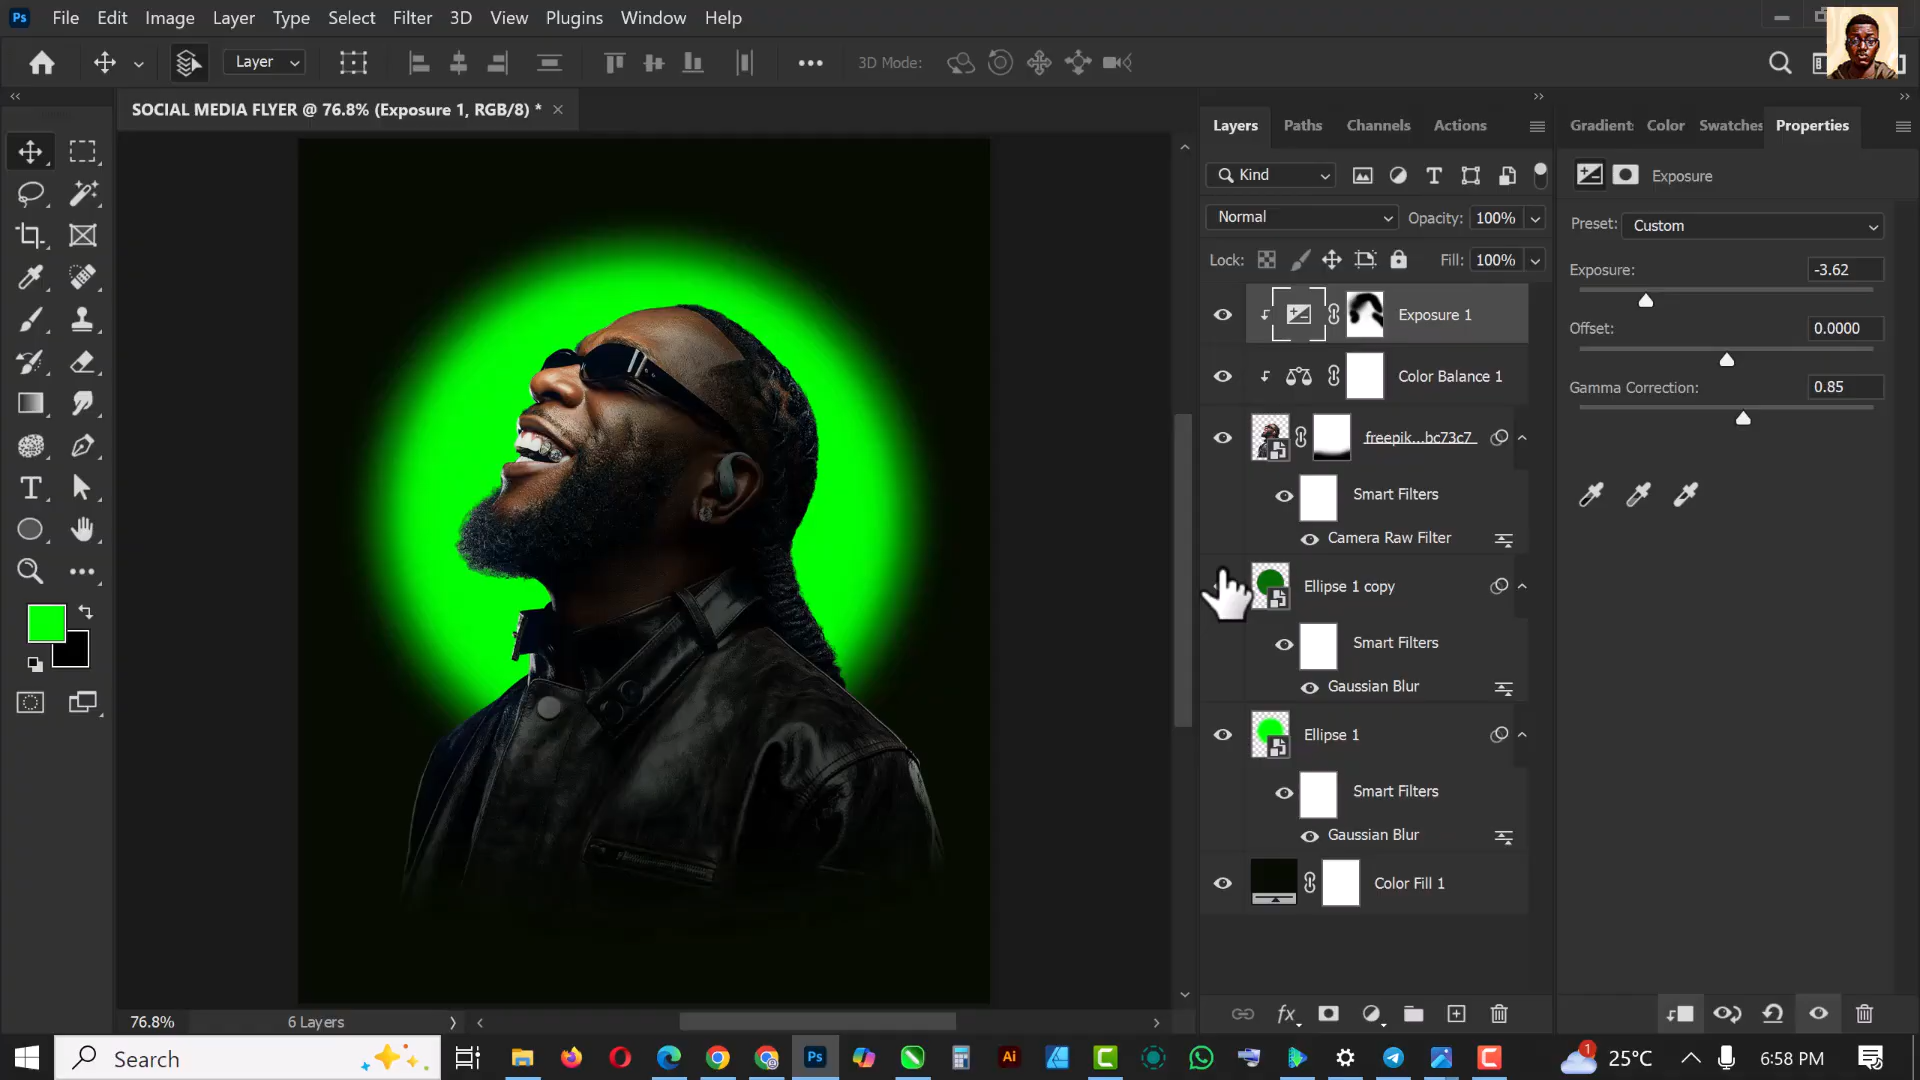 Ps File Edit Image Layer Type Select Filter 3D View Plugins Window Help
Layer 3D Mode:
SOCIAL MEDIA FLYER @ 76.8% (Exposure 1, RGB/8) *
Layers Paths Channels Actions
Gradient Color Swatches Properties
Kind
Exposure
Normal Opacity: 100%
Preset: Custom
Lock: Fill: 100%
Exposure: -3.62
Exposure 1
Offset: 0.0000
Color Balance 1
Gamma Correction: 0.85
freepik...bc73c7
Smart Filters
Camera Raw Filter
Ellipse 1 copy
Smart Filters
Gaussian Blur
Ellipse 1
Smart Filters
Gaussian Blur
Color Fill 1
76.8% 6 Layers
Search Ps Ai 1 25°C 6:58 PM